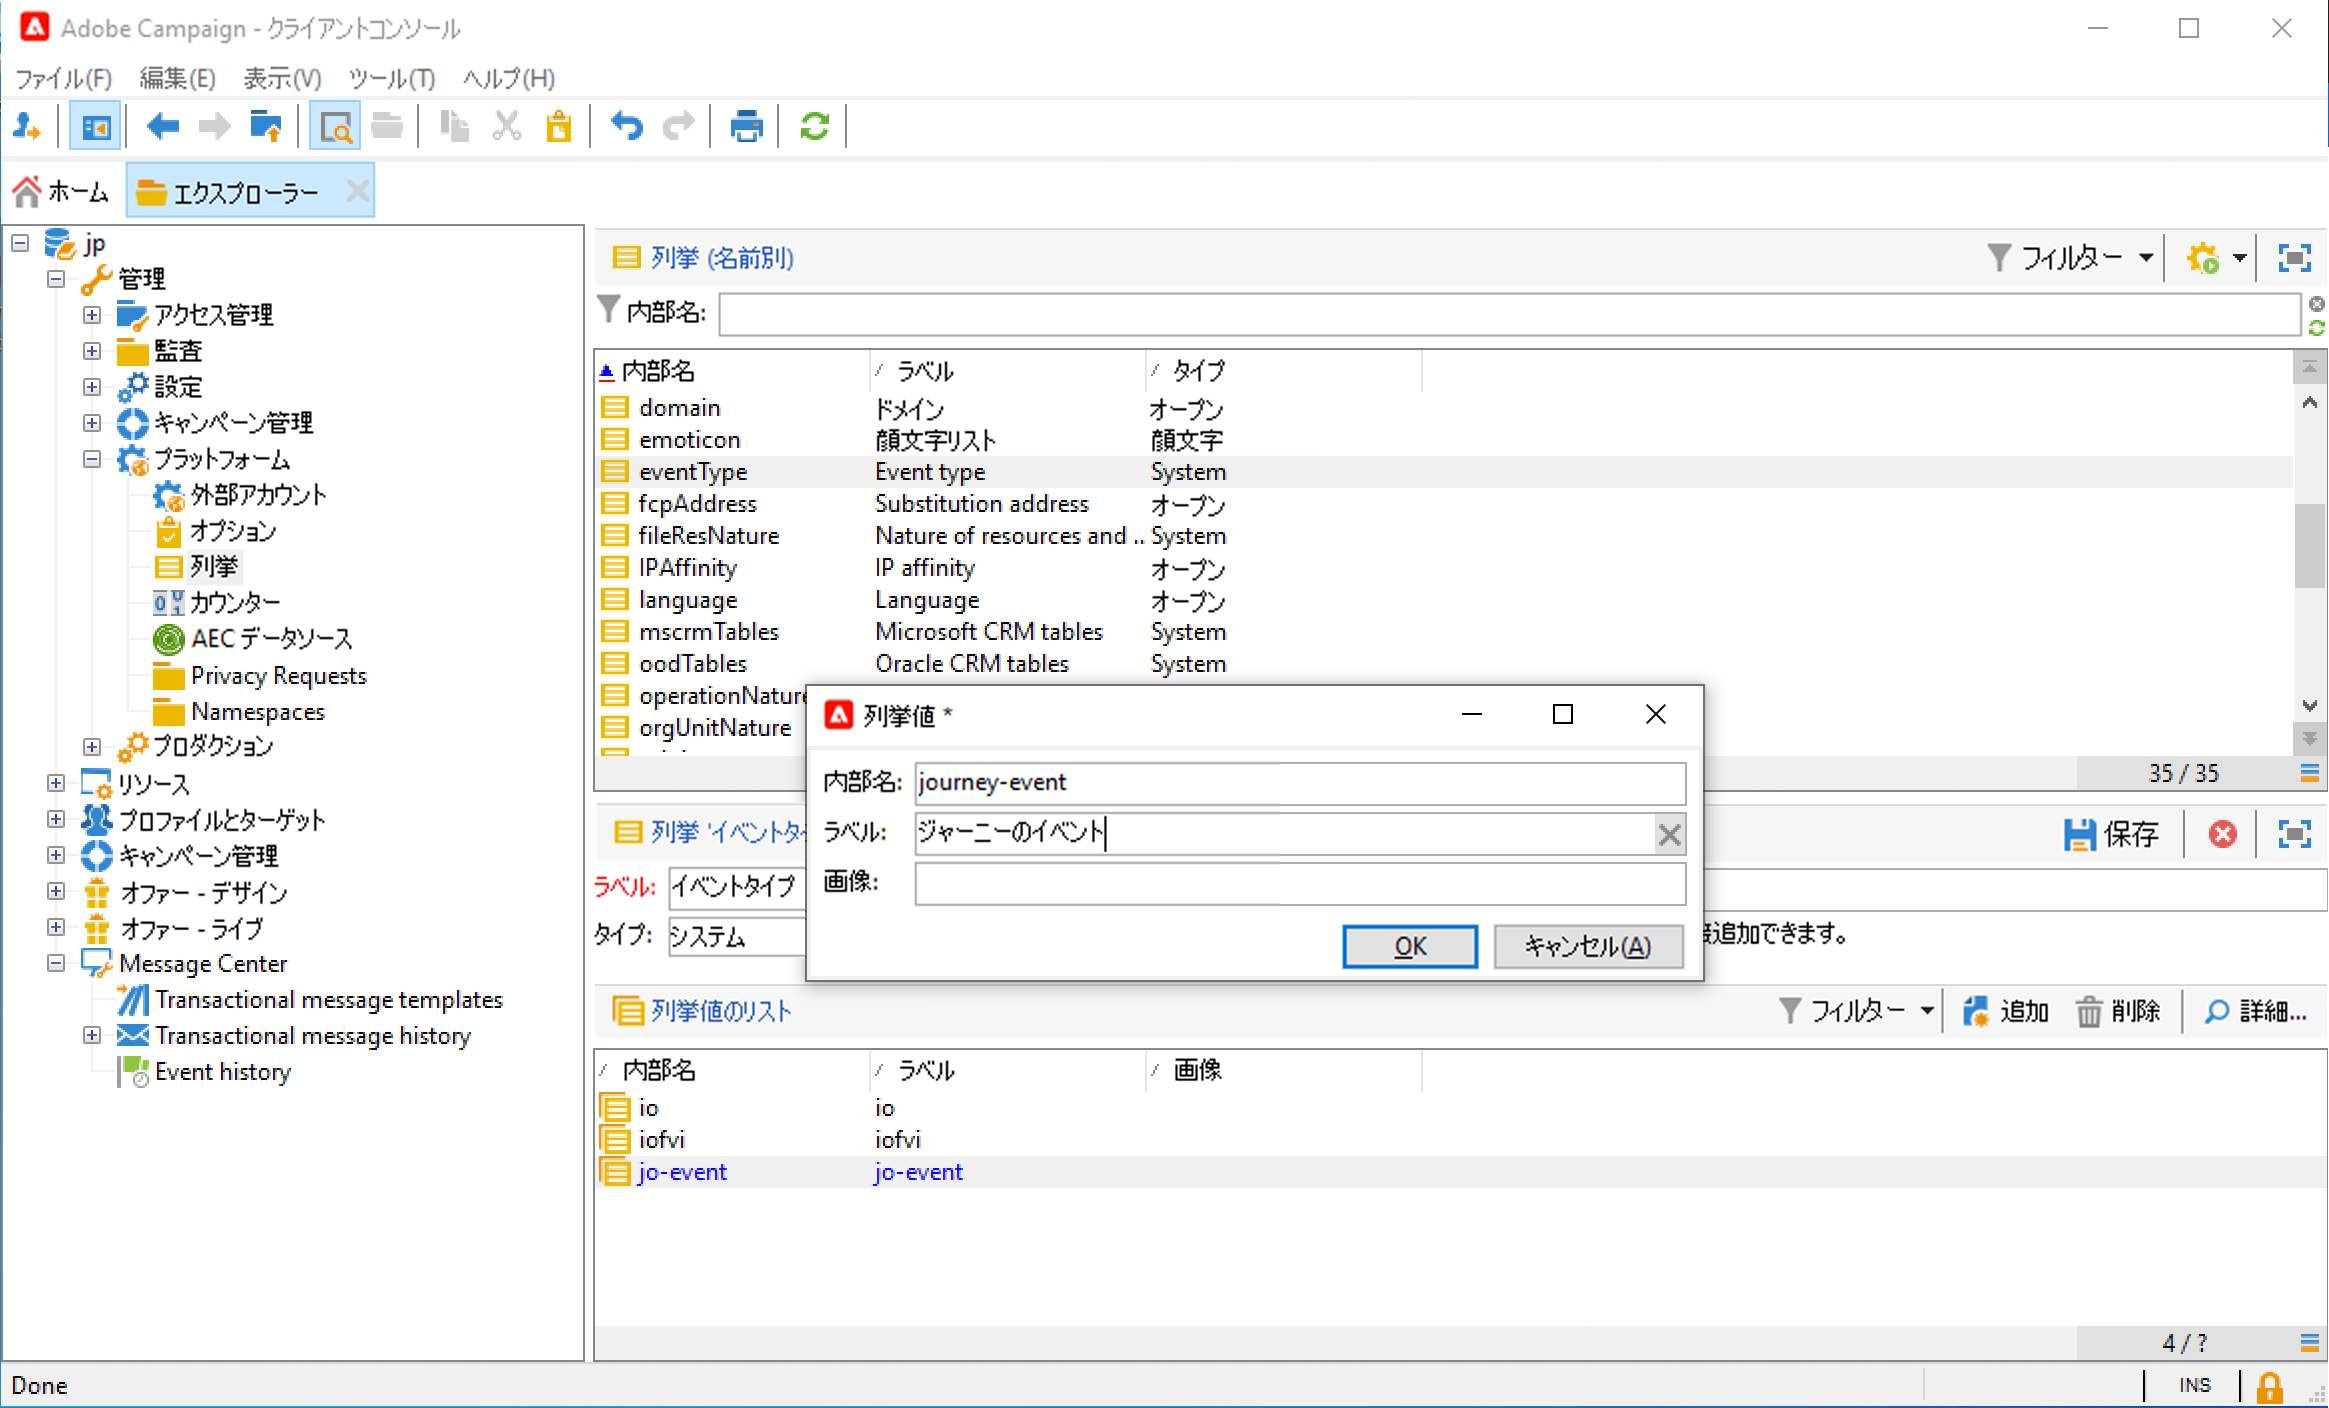 Adobe Campaign - クライアントコンソール
ファイル(F) 編集(E) 表示(V) ツール(T) ヘルプ(H)
ホーム エクスプローラー
jp
管理
アクセス管理
監査
設定
キャンペーン管理
プラットフォーム
外部アカウント
オプション
列挙
カウンター
AEC データソース
Privacy Requests
Namespaces
プロダクション
リソース
プロファイルとターゲット
キャンペーン管理
オファー - デザイン
オファー - ライブ
Message Center
Transactional message templates
Transactional message history
Event history
列挙 (名前別) フィルター
内部名:
内部名 ラベル タイプ
domain ドメイン オープン
emoticon 顔文字リスト 顔文字
eventType Event type System
fcpAddress Substitution address オープン
fileResNature Nature of resources and .. System
IPAffinity IP affinity オープン
language Language オープン
mscrmTables Microsoft CRM tables System
oodTables Oracle CRM tables System
operationNature
orgUnitNature
35 / 35
列挙値 *
内部名: journey-event
ラベル: ジャーニーのイベント
画像:
OK キャンセル(A)
列挙 'イベントタ 保存
ラベル: イベントタイプ
タイプ: システム 追加できます。
列挙値のリスト フィルター 追加 削除 詳細...
内部名 ラベル 画像
io io
iofvi iofvi
jo-event jo-event
4 / ?
Done INS